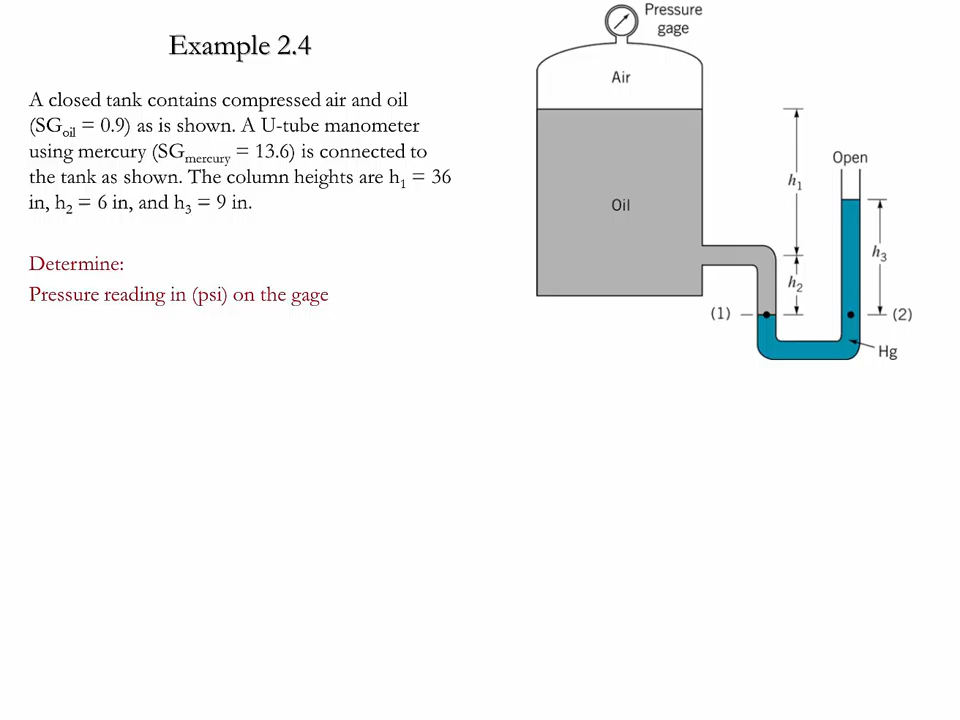 Example 2.4
A closed tank contains compressed air and oil
(SGoil = 0.9) as is shown. A U-tube manometer
using mercury (SGmercury = 13.6) is connected to
the tank as shown. The column heights are h1 = 36
in, h2 = 6 in, and h3 = 9 in.
Determine:
Pressure reading in (psi) on the gage
Pressure
gage
Air
Open
h1
Oil
h3
h2
(1)
(2)
Hg